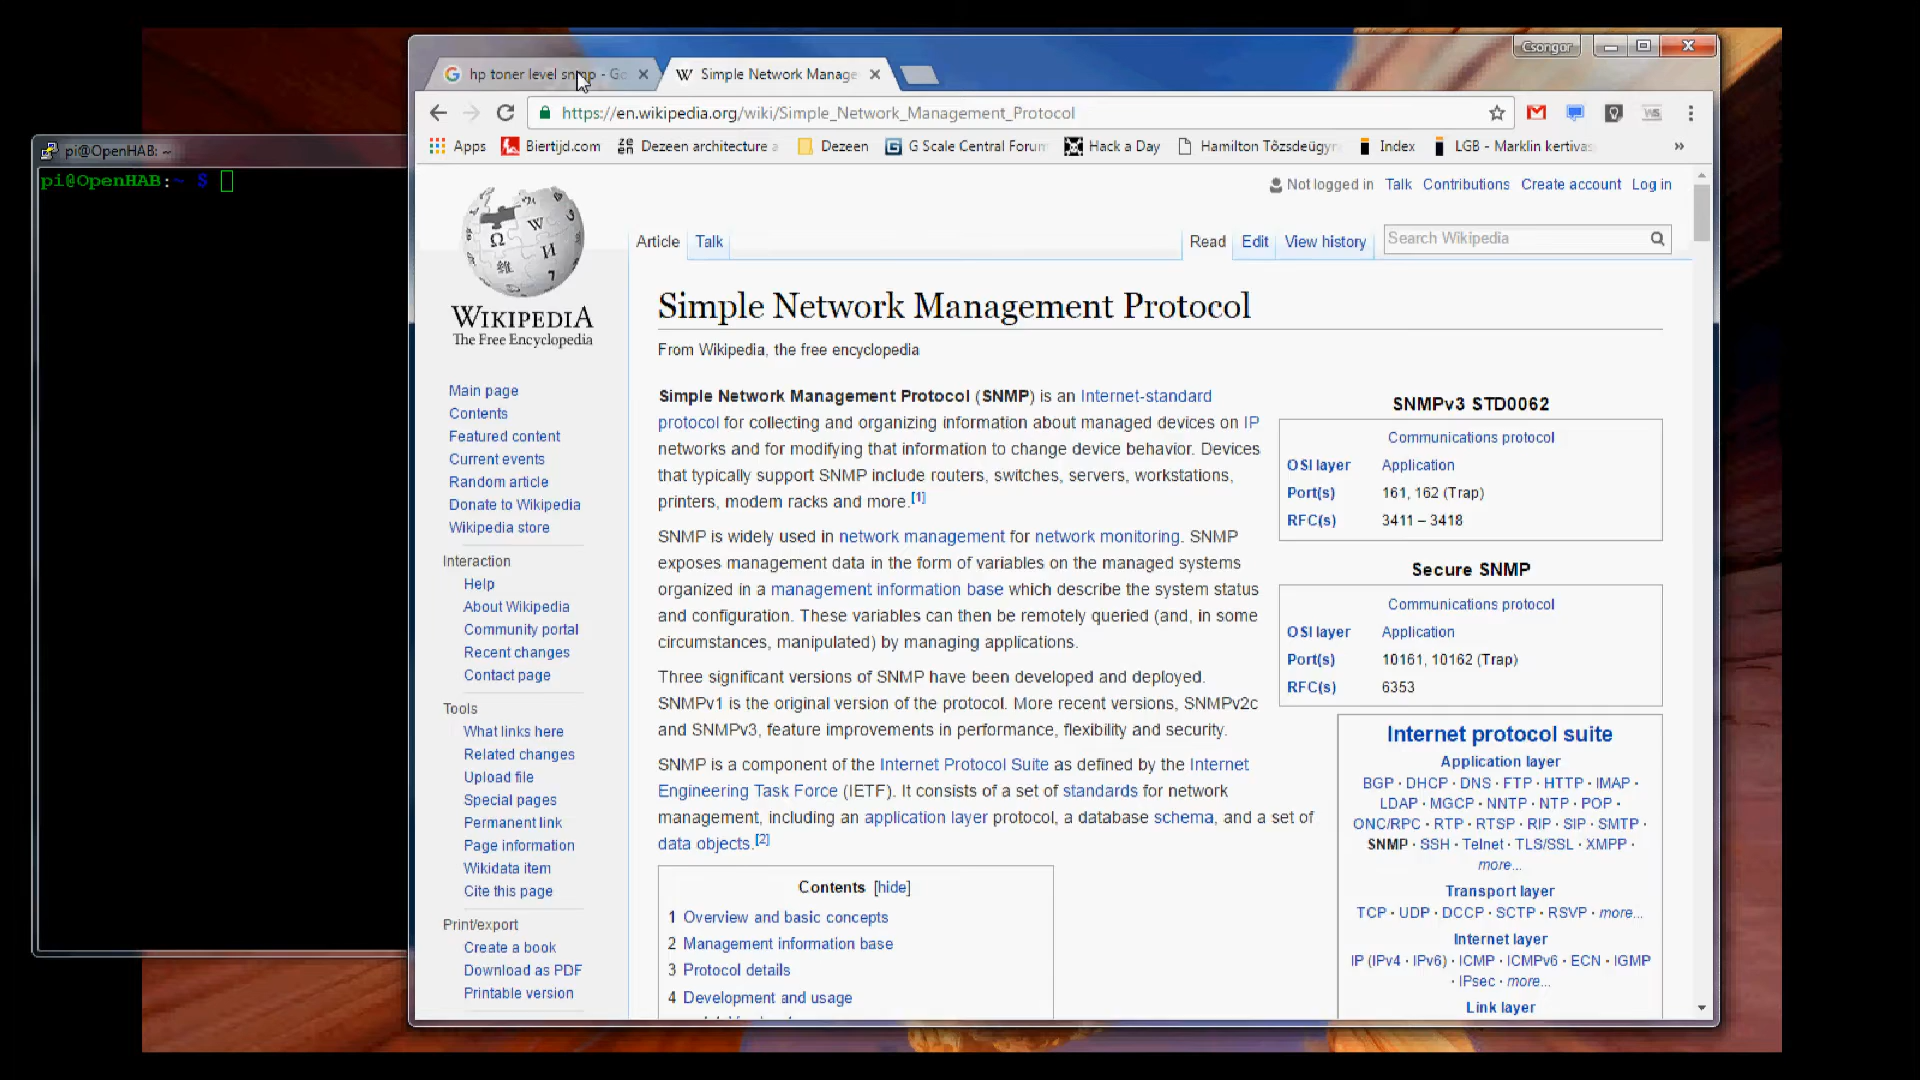 Csongor
hp toner level snmp - Go
Simple Network Manage
https://en.wikipedia.org/wiki/Simple_Network_Management_Protocol
Apps Biertijd.com Dezeen architecture a Dezeen G Scale Central Forum Hack a Day Hamilton Tőzsdeügyn Index LGB - Marklin kertivas »
pi@OpenHAB: ~
pi@OpenHAB:~ $
Not logged in Talk Contributions Create account Log in
Article Talk Read Edit View history Search Wikipedia
WIKIPEDIA
The Free Encyclopedia
Main page
Contents
Featured content
Current events
Random article
Donate to Wikipedia
Wikipedia store
Interaction
Help
About Wikipedia
Community portal
Recent changes
Contact page
Tools
What links here
Related changes
Upload file
Special pages
Permanent link
Page information
Wikidata item
Cite this page
Print/export
Create a book
Download as PDF
Printable version
Simple Network Management Protocol
From Wikipedia, the free encyclopedia
Simple Network Management Protocol (SNMP) is an Internet-standard
protocol for collecting and organizing information about managed devices on IP
networks and for modifying that information to change device behavior. Devices
that typically support SNMP include routers, switches, servers, workstations,
printers, modem racks and more.[1]
SNMP is widely used in network management for network monitoring. SNMP
exposes management data in the form of variables on the managed systems
organized in a management information base which describe the system status
and configuration. These variables can then be remotely queried (and, in some
circumstances, manipulated) by managing applications.
Three significant versions of SNMP have been developed and deployed.
SNMPv1 is the original version of the protocol. More recent versions, SNMPv2c
and SNMPv3, feature improvements in performance, flexibility and security.
SNMP is a component of the Internet Protocol Suite as defined by the Internet
Engineering Task Force (IETF). It consists of a set of standards for network
management, including an application layer protocol, a database schema, and a set of
data objects.[2]
Contents [hide]
1 Overview and basic concepts
2 Management information base
3 Protocol details
4 Development and usage
SNMPv3 STD0062
Communications protocol
OSI layer Application
Port(s) 161, 162 (Trap)
RFC(s) 3411 – 3418
Secure SNMP
Communications protocol
OSI layer Application
Port(s) 10161, 10162 (Trap)
RFC(s) 6353
Internet protocol suite
Application layer
BGP · DHCP · DNS · FTP · HTTP · IMAP ·
LDAP · MGCP · NNTP · NTP · POP ·
ONC/RPC · RTP · RTSP · RIP · SIP · SMTP ·
SNMP · SSH · Telnet · TLS/SSL · XMPP ·
more...
Transport layer
TCP · UDP · DCCP · SCTP · RSVP · more...
Internet layer
IP (IPv4 · IPv6) · ICMP · ICMPv6 · ECN · IGMP
· IPsec · more...
Link layer